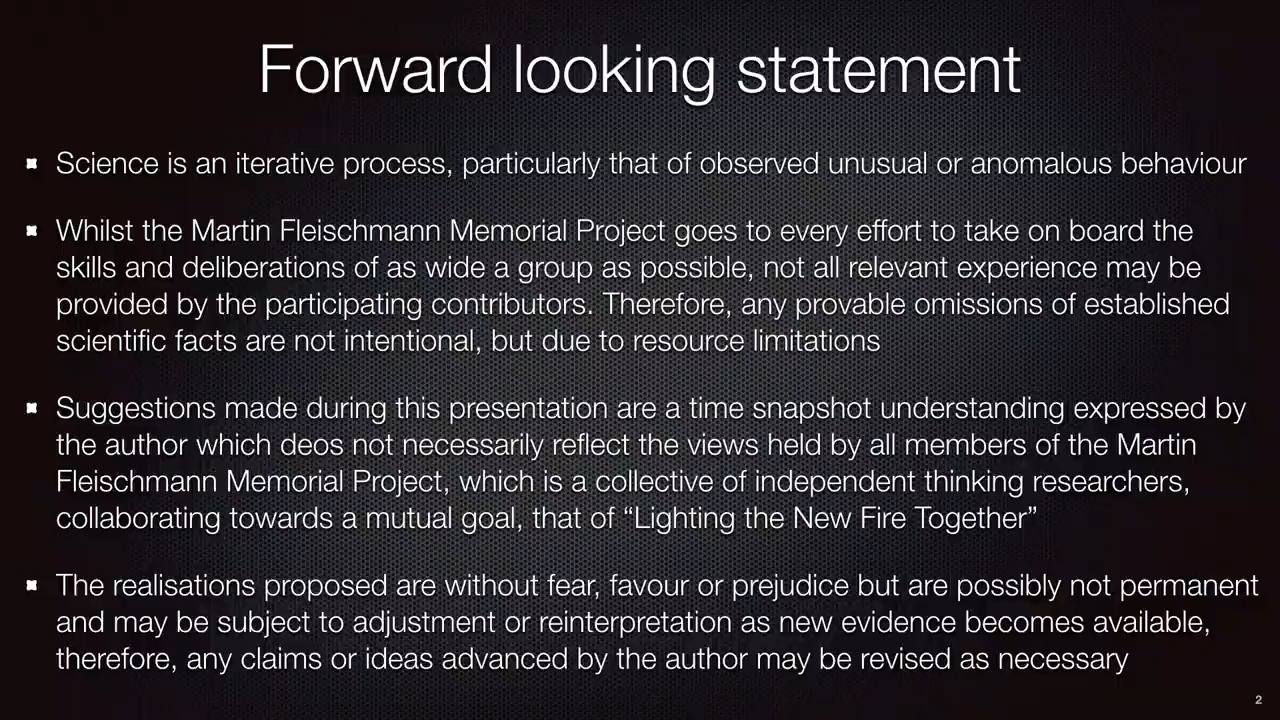 Forward looking statement
Science is an iterative process, particularly that of observed unusual or anomalous behaviour
Whilst the Martin Fleischmann Memorial Project goes to every effort to take on board the
skills and deliberations of as wide a group as possible, not all relevant experience may be
provided by the participating contributors. Therefore, any provable omissions of established
scientific facts are not intentional, but due to resource limitations
Suggestions made during this presentation are a time snapshot understanding expressed by
the author which deos not necessarily reflect the views held by all members of the Martin
Fleischmann Memorial Project, which is a collective of independent thinking researchers,
collaborating towards a mutual goal, that of “Lighting the New Fire Together”
The realisations proposed are without fear, favour or prejudice but are possibly not permanent
and may be subject to adjustment or reinterpretation as new evidence becomes available,
therefore, any claims or ideas advanced by the author may be revised as necessary
2